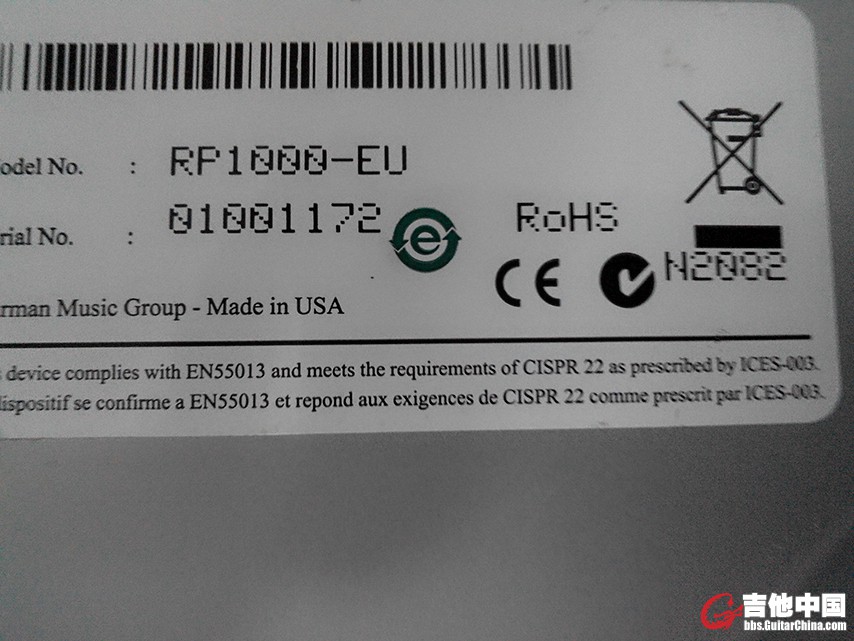 odel No. : RP1000-EU
rial No. : 01001172
e
RoHS
CE
N2082
rman Music Group - Made in USA
device complies with EN55013 and meets the requirements of CISPR 22 as prescribed by ICES-003.
dispositif se confirme a EN55013 et repond aux exigences de CISPR 22 comme prescrit par ICES-003.
吉他中国
bbs.GuitarChina.com